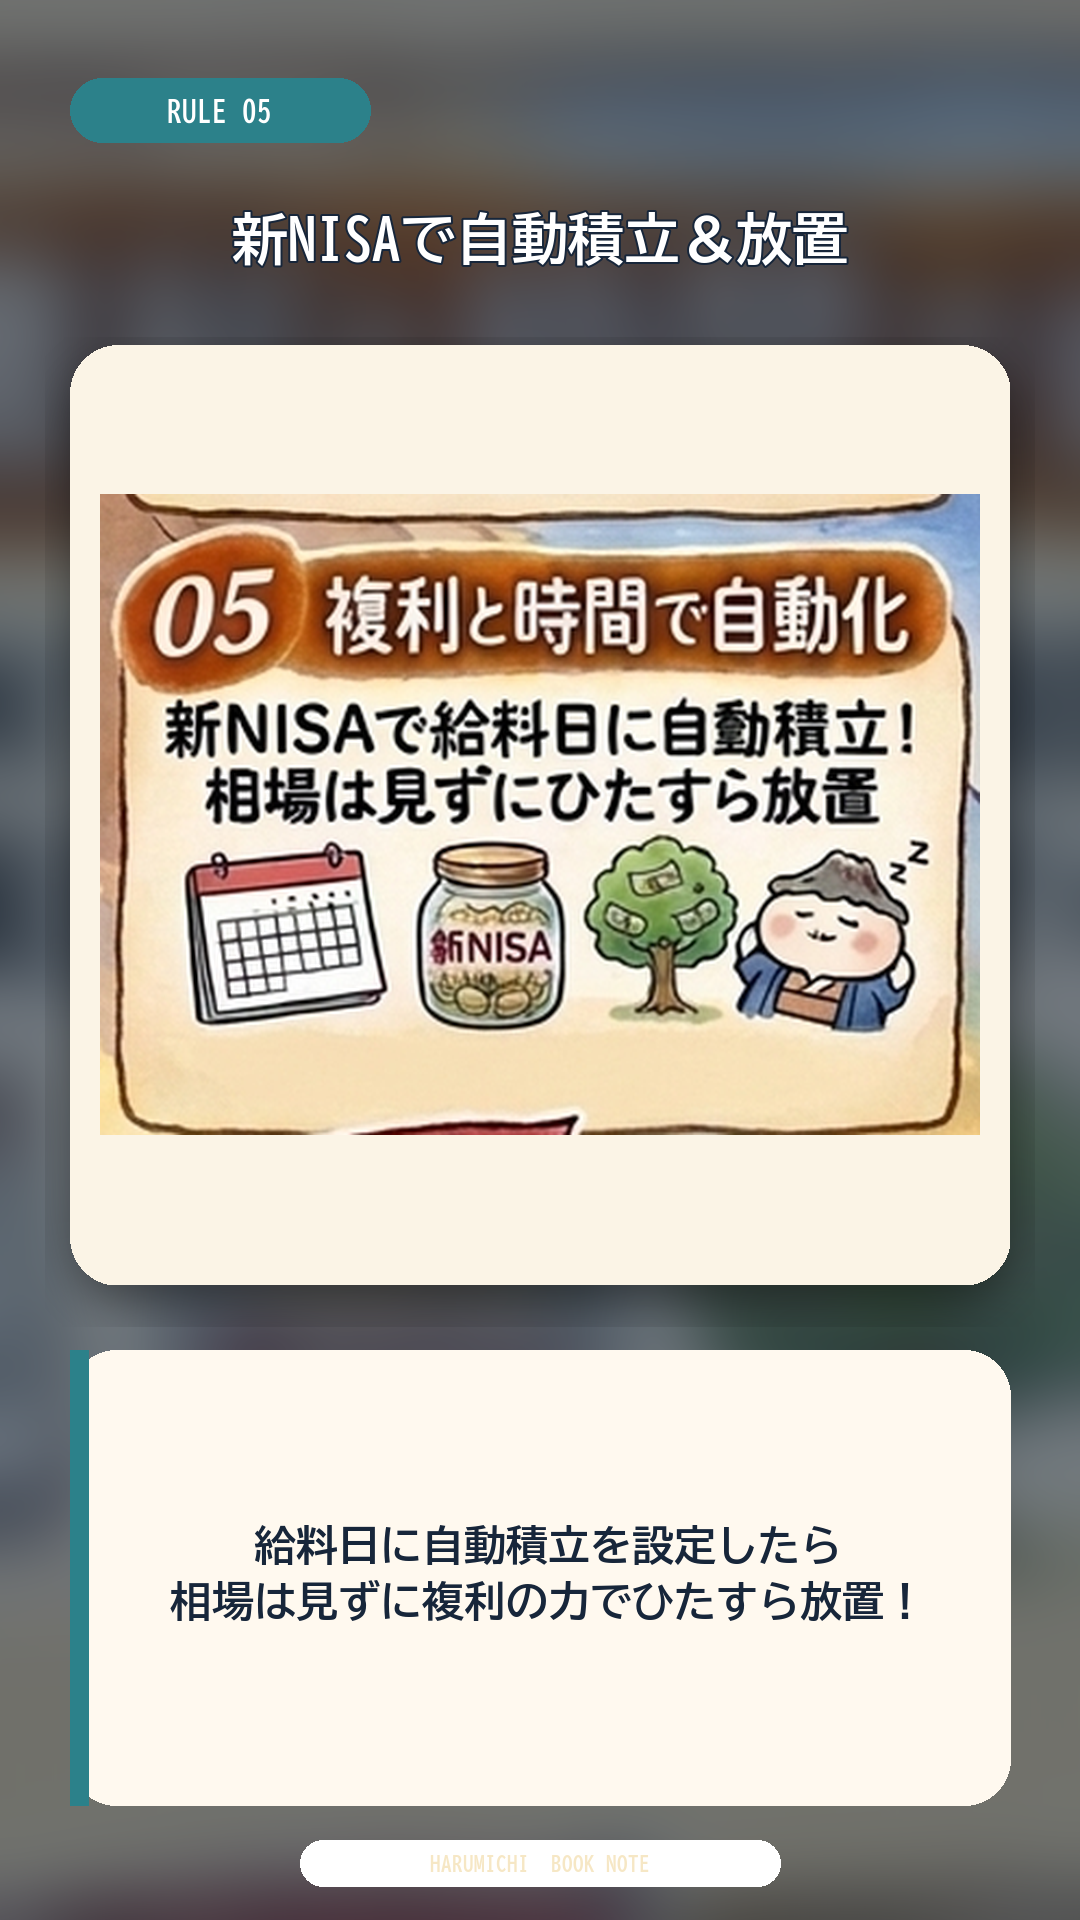 RULE 05
新NISAで自動積立＆放置
05 複利と時間で自動化
新NISAで給料日に自動積立！
相場は見ずにひたすら放置
新NISA
z z
給料日に自動積立を設定したら
相場は見ずに複利の力でひたすら放置！
HARUMICHI BOOK NOTE